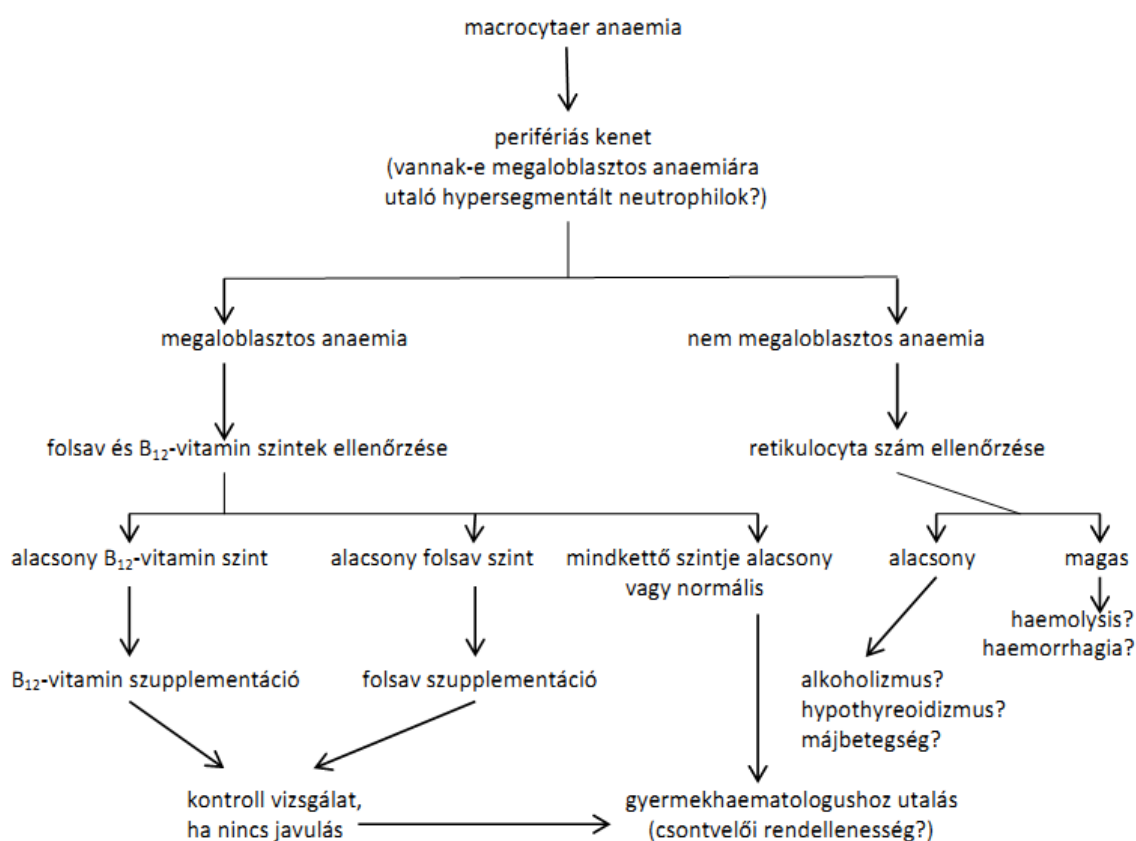 macrocytaer anaemia
perifériás kenet
(vannak-e megaloblasztos anaemiára
utaló hypersegmentált neutrophilok?)
megaloblasztos anaemia
nem megaloblasztos anaemia
folsav és B₁₂-vitamin szintek ellenőrzése
retikulocyta szám ellenőrzése
alacsony B₁₂-vitamin szint
alacsony folsav szint
mindkettő szintje alacsony
vagy normális
alacsony
magas
haemolysis?
haemorrhagia?
B₁₂-vitamin szupplementáció
folsav szupplementáció
alkoholizmus?
hypothyreoidizmus?
májbetegség?
kontroll vizsgálat,
ha nincs javulás
gyermekhaematologushoz utalás
(csontvelői rendellenesség?)